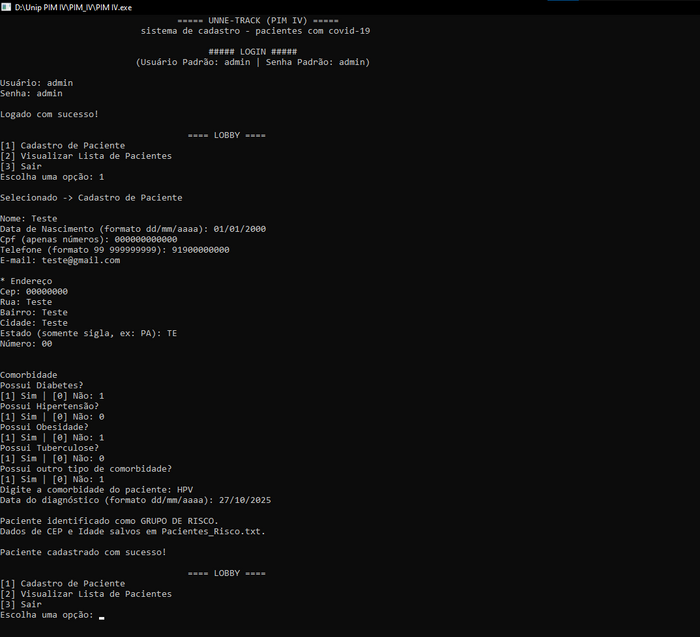 D:\Unip PIM IV\PIM_IV\PIM IV.exe
===== UNNE-TRACK (PIM IV) =====
sistema de cadastro - pacientes com covid-19
##### LOGIN #####
(Usuário Padrão: admin | Senha Padrão: admin)
Usuário: admin
Senha: admin
Logado com sucesso!
==== LOBBY ====
[1] Cadastro de Paciente
[2] Visualizar Lista de Pacientes
[3] Sair
Escolha uma opção: 1
Selecionado -> Cadastro de Paciente
Nome: Teste
Data de Nascimento (formato dd/mm/aaaa): 01/01/2000
Cpf (apenas números): 000000000000
Telefone (formato 99 999999999): 91900000000
E-mail: teste@gmail.com
* Endereço
Cep: 00000000
Rua: Teste
Bairro: Teste
Cidade: Teste
Estado (somente sigla, ex: PA): TE
Número: 00
Comorbidade
Possui Diabetes?
[1] Sim | [0] Não: 1
Possui Hipertensão?
[1] Sim | [0] Não: 0
Possui Obesidade?
[1] Sim | [0] Não: 1
Possui Tuberculose?
[1] Sim | [0] Não: 0
Possui outro tipo de comorbidade?
[1] Sim | [0] Não: 1
Digite a comorbidade do paciente: HPV
Data do diagnóstico (formato dd/mm/aaaa): 27/10/2025
Paciente identificado como GRUPO DE RISCO.
Dados de CEP e Idade salvos em Pacientes_Risco.txt.
Paciente cadastrado com sucesso!
==== LOBBY ====
[1] Cadastro de Paciente
[2] Visualizar Lista de Pacientes
[3] Sair
Escolha uma opção: